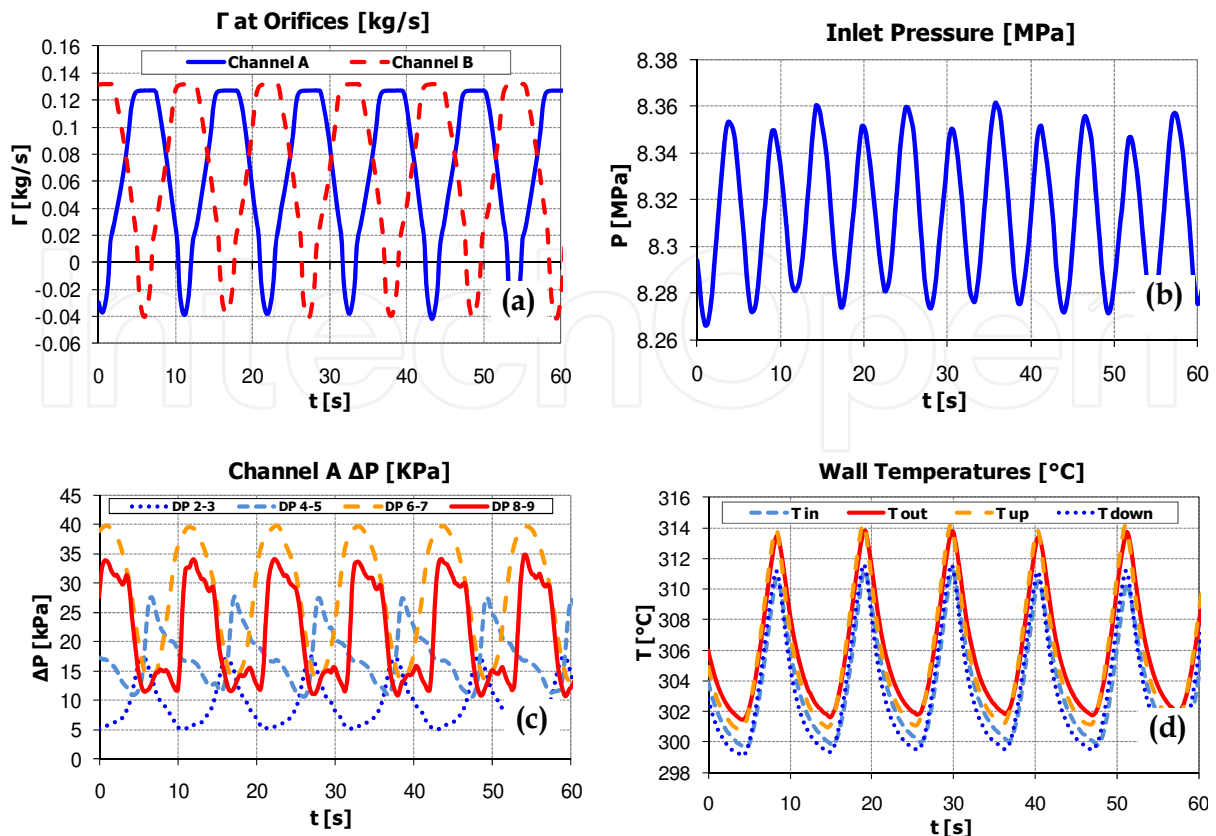 Γ at Orifices [kg/s]
Channel A Channel B
Γ [kg/s]
0.16
0.14
0.12
0.10
0.08
0.06
0.04
0.02
0
-0.02
-0.04
-0.06
0 10 20 30 40 50 60
t [s]
(a)
Inlet Pressure [MPa]
P [MPa]
8.38
8.36
8.34
8.32
8.3
8.28
8.26
0 10 20 30 40 50 60
t [s]
(b)
Channel A ΔP [KPa]
DP 2-3 DP 4-5 DP 6-7 DP 8-9
ΔP [kPa]
45
40
35
30
25
20
15
10
5
0
0 10 20 30 40 50 60
t [s]
(c)
Wall Temperatures [°C]
T in T out T up T down
T [°C]
316
314
312
310
308
306
304
302
300
298
0 10 20 30 40 50 60
t [s]
(d)
IntechOpen